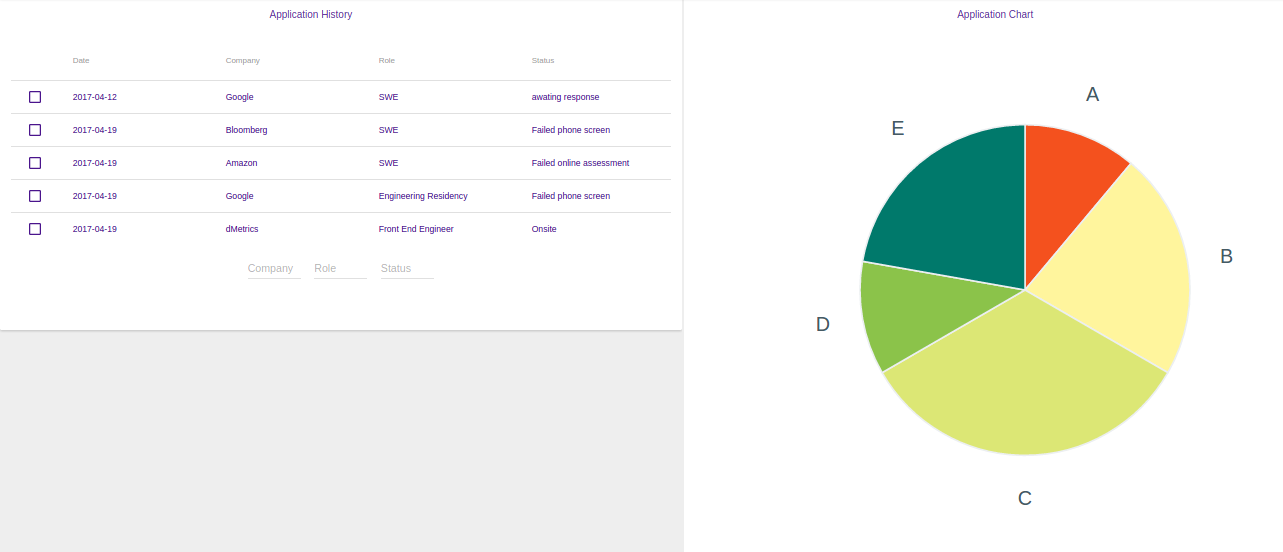 Application History
Date Company Role Status
2017-04-12 Google SWE awating response
2017-04-19 Bloomberg SWE Failed phone screen
2017-04-19 Amazon SWE Failed online assessment
2017-04-19 Google Engineering Residency Failed phone screen
2017-04-19 dMetrics Front End Engineer Onsite
Company Role Status
Application Chart
A
E
B
D
C